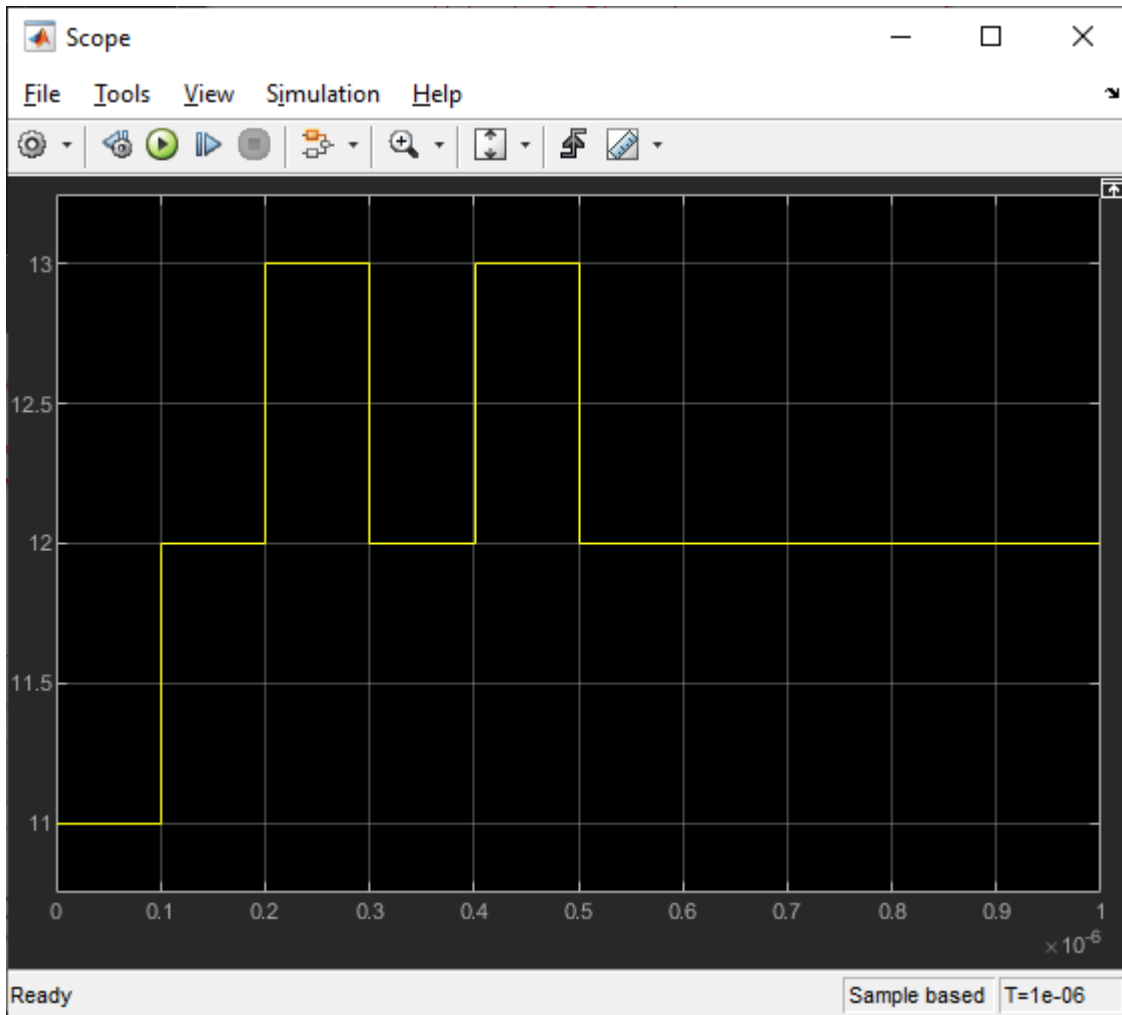 Scope
File Tools View Simulation Help
13
12.5
12
11.5
11
0 0.1 0.2 0.3 0.4 0.5 0.6 0.7 0.8 0.9 1
×10⁻⁶
Ready Sample based T=1e-06